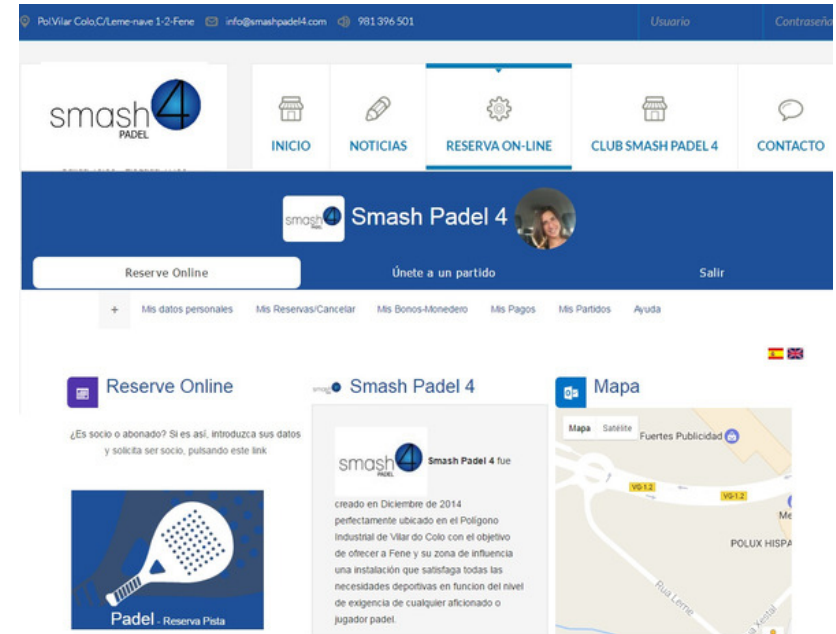 Pol.Vilar Colo,C/Leme-nave 1-2-Fene info@smashpadel4.com 981 396 501 Usuario Contraseña
smash4
PADEL
INICIO NOTICIAS RESERVA ON-LINE CLUB SMASH PADEL 4 CONTACTO
smash4 PADEL Smash Padel 4
Reserve Online Únete a un partido Salir
+ Mis datos personales Mis Reservas/Cancelar Mis Bonos-Monedero Mis Pagos Mis Partidos Ayuda
Reserve Online
¿Es socio o abonado? Si es así, introduzca sus datos
y solicita ser socio, pulsando este link
Padel - Reserva Pista
Smash Padel 4
smash4
PADEL
Smash Padel 4 fue
creado en Diciembre de 2014
perfectamente ubicado en el Polígono
Industrial de Vilar do Colo con el objetivo
de ofrecer a Fene y su zona de influencia
una instalación que satisfaga todas las
necesidades deportivas en funcion del nivel
de exigencia de cualquier aficionado o
jugador padel.
Mapa
Mapa Satélite
Fuertes Publicidad
VG-1.2
VG-1.2
Me
POLUX HISPA
Rua Leme
Xestal